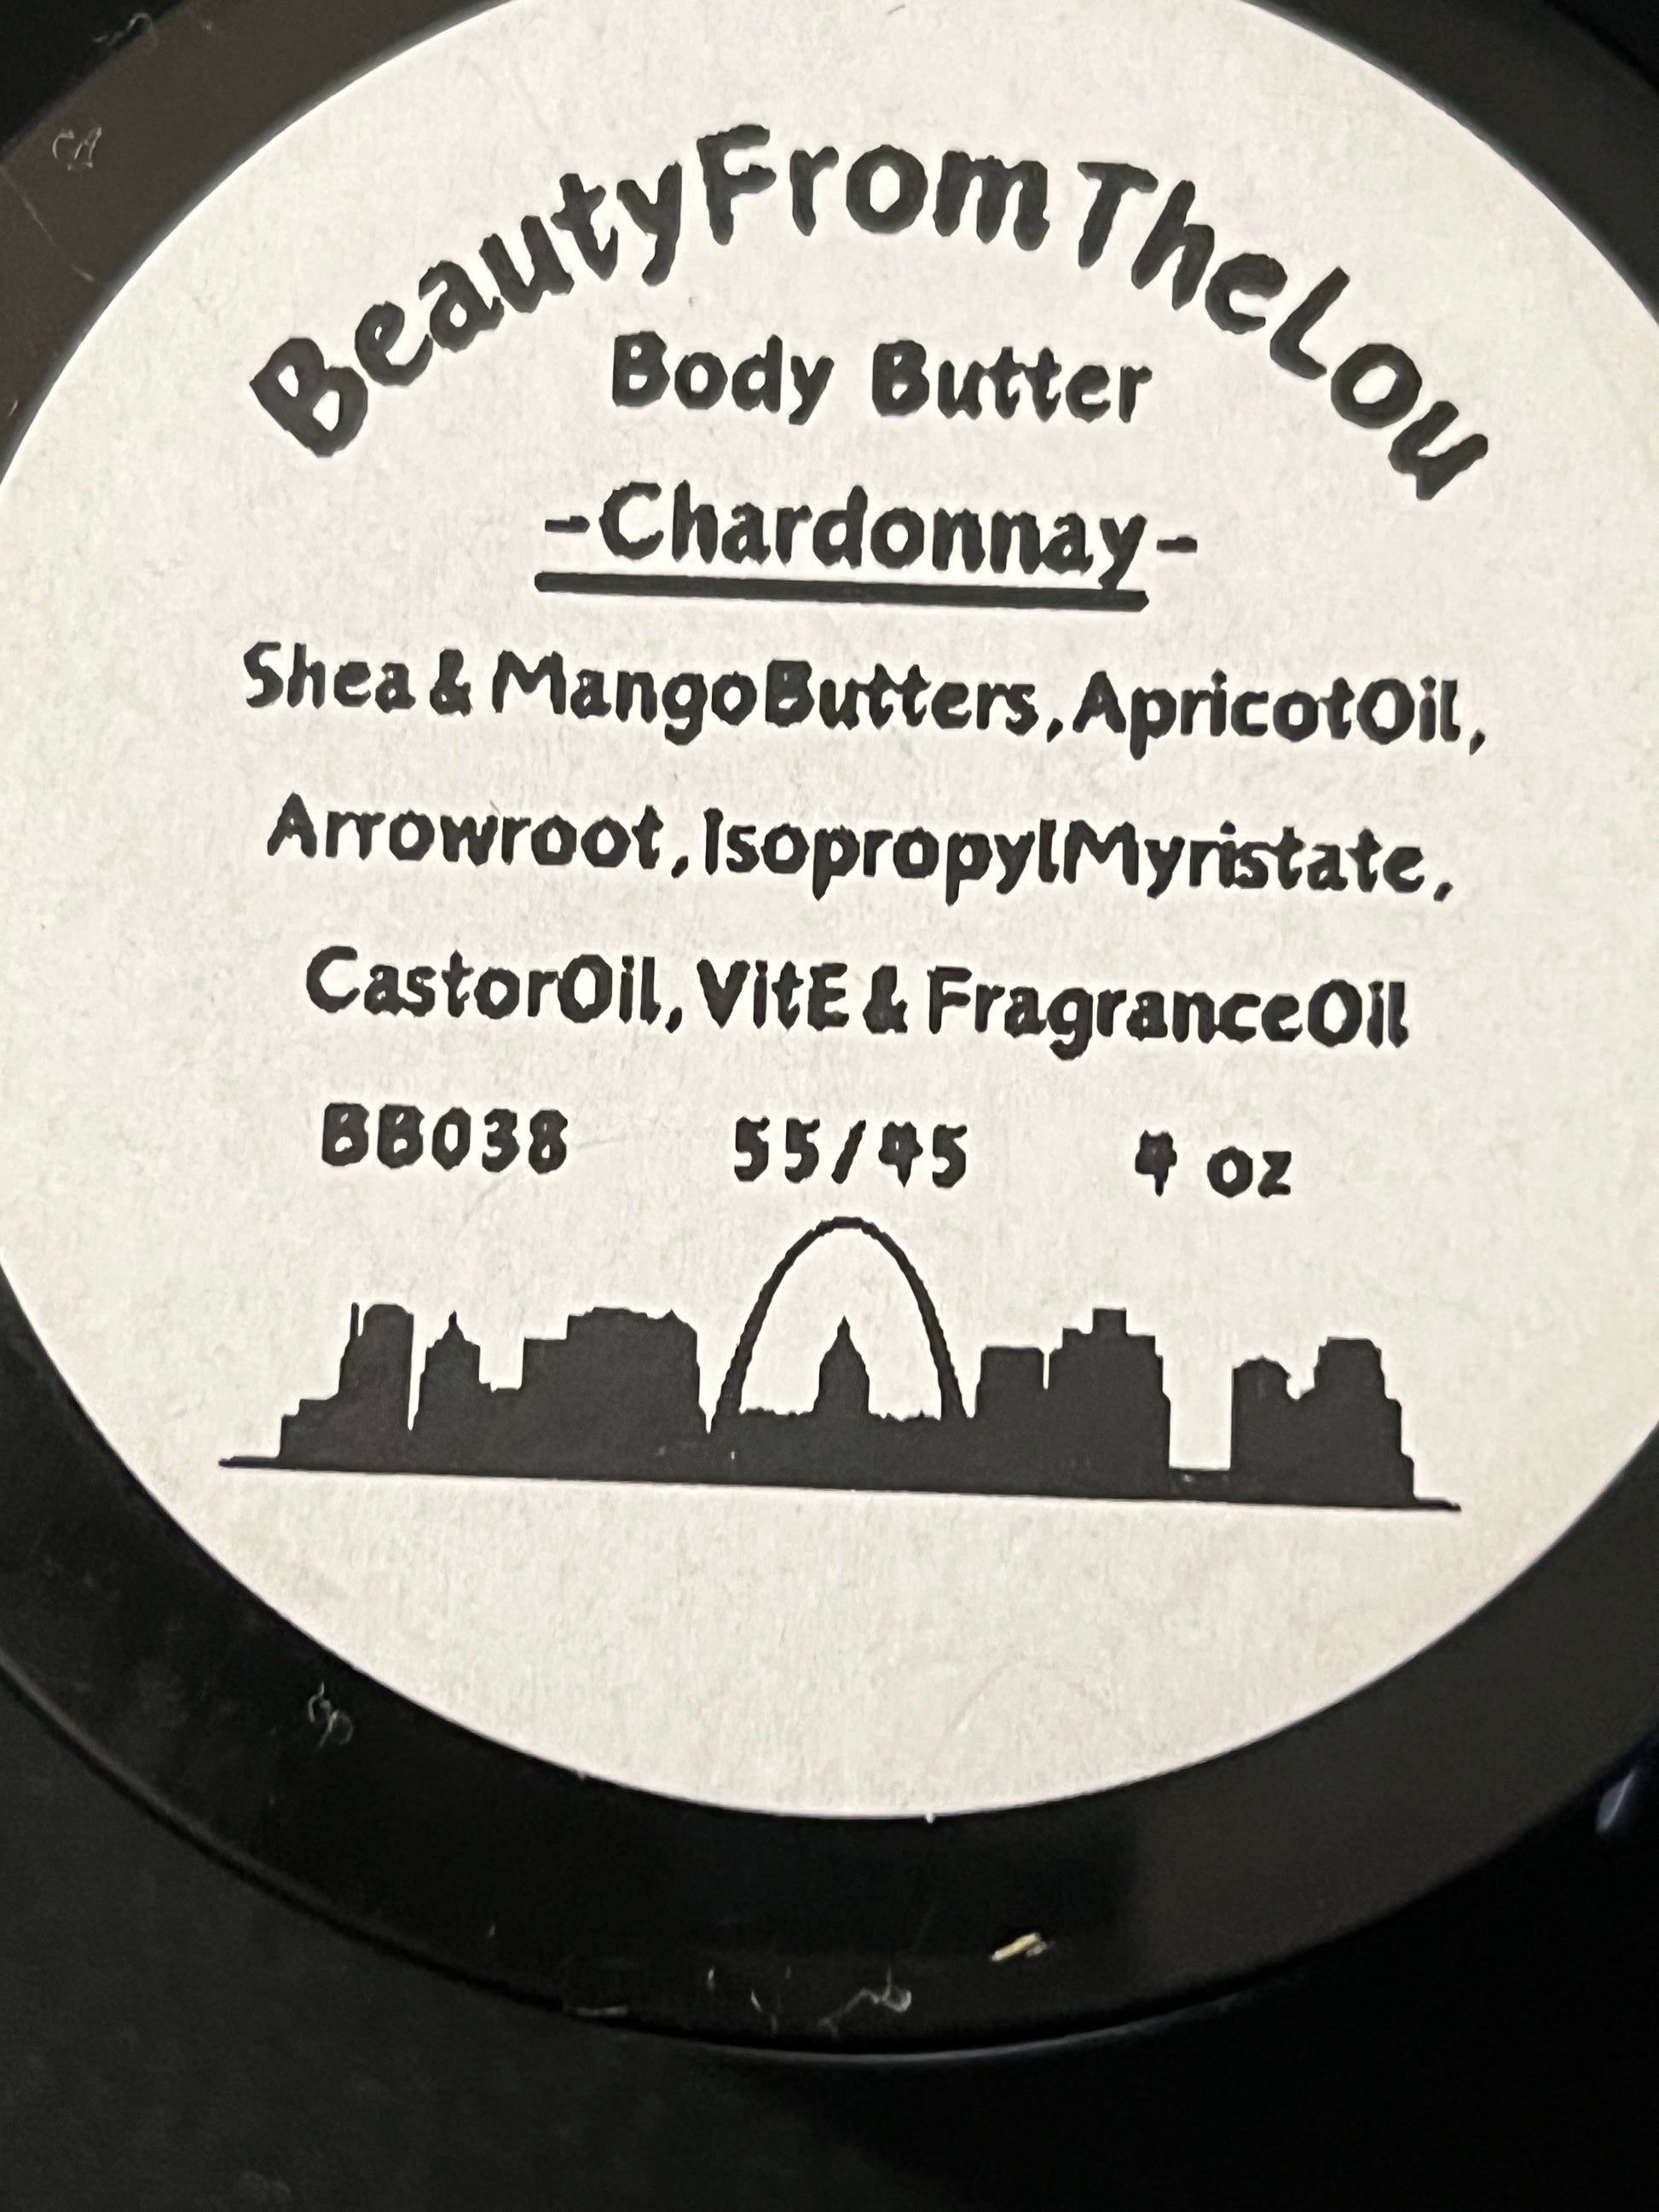 BeautyFromTheLou
Body Butter
-Chardonnay-
Shea & MangoButters, ApricotOil,
Arrowroot, IsopropylMyristate,
CastorOil, VitE & FragranceOil
BB038 55/45 4 oz